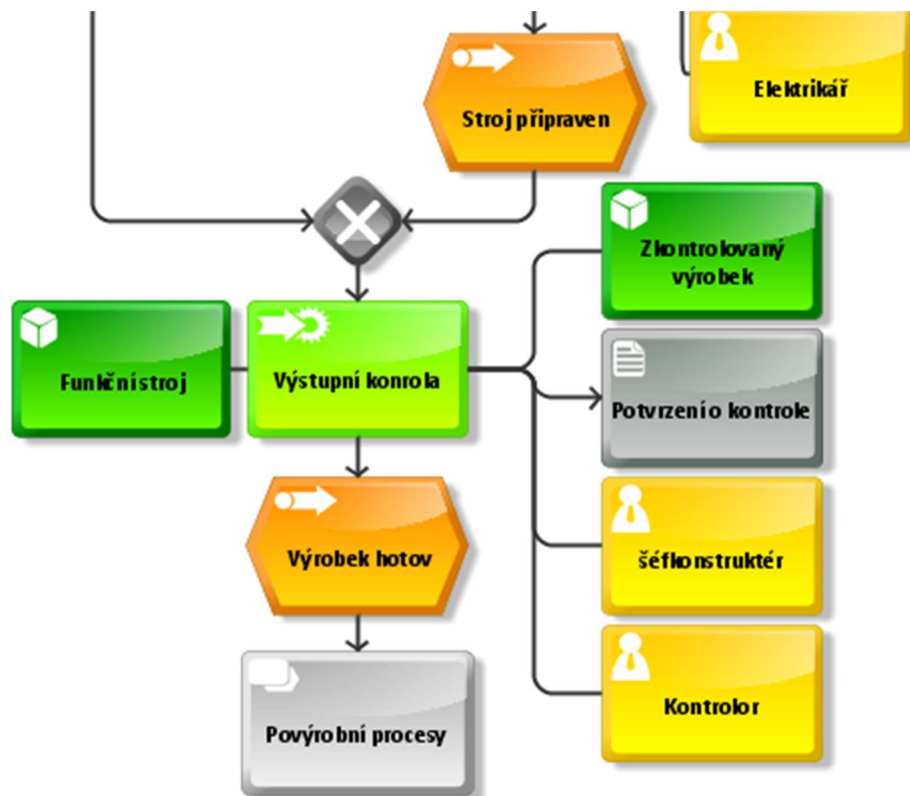 Elektrikář
Stroj připraven
Zkontrolovaný
výrobek
Funkční stroj
Výstupní konrola
Potvrzení o kontrole
Výrobek hotov
šéfkonstruktér
Kontrolor
Povýrobní procesy